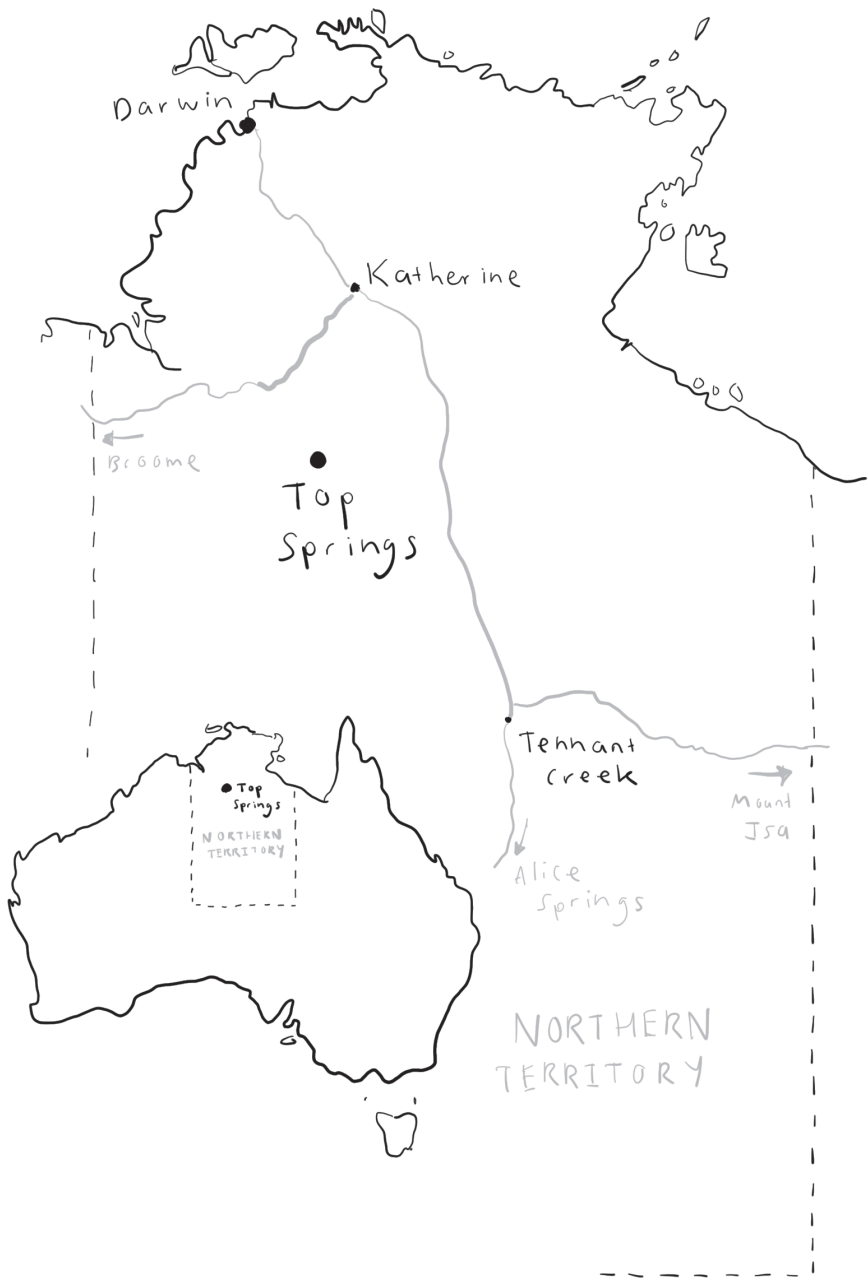 Darwin
Katherine
Broome
Top
Springs
Tennant
Creek
Mount
Isa
Alice
Springs
Top
Springs
NORTHERN
TERRITORY
NORTHERN
TERRITORY